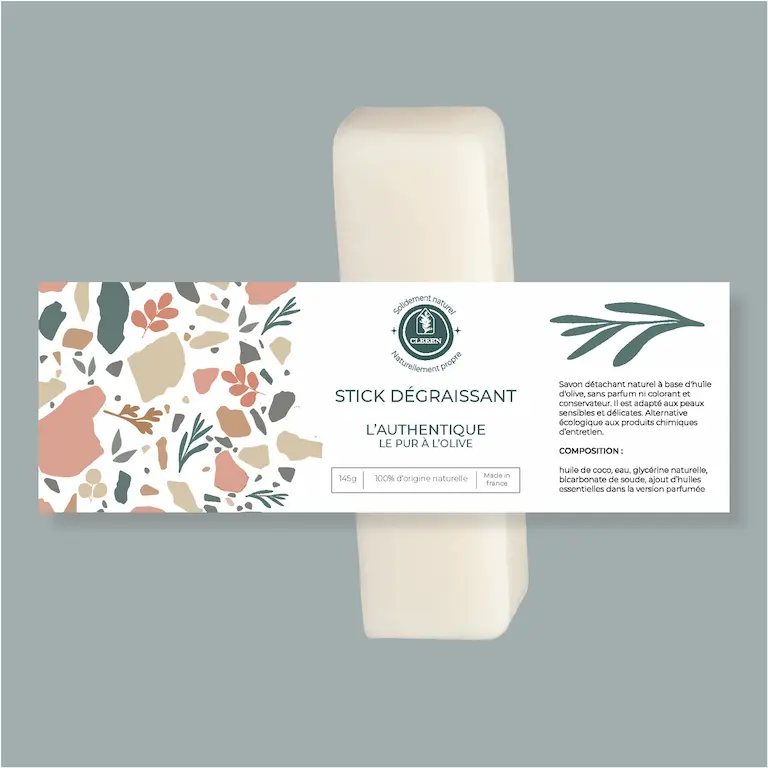 Solidement naturel
CLEEEN
Naturellement propre
STICK DÉGRAISSANT
L'AUTHENTIQUE
LE PUR À L'OLIVE
145g
100% d'origine naturelle
Made in
france
Savon détachant naturel à base d'huile
d'olive, sans parfum ni colorant et
conservateur. Il est adapté aux peaux
sensibles et délicates. Alternative
écologique aux produits chimiques
d'entretien.
COMPOSITION :
huile de coco, eau, glycérine naturelle,
bicarbonate de soude, ajout d'huiles
essentielles dans la version parfumée